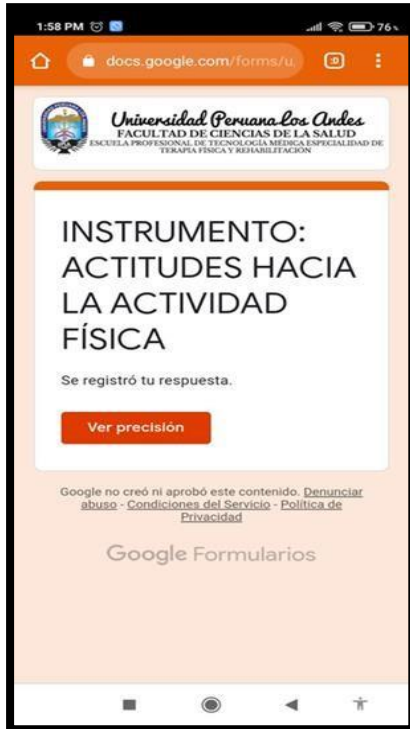 1:58 PM
76
docs.google.com/forms/u,
:D
Universidad Peruana Los Andes
FACULTAD DE CIENCIAS DE LA SALUD
ESCUELA PROFESIONAL DE TECNOLOGÍA MÉDICA ESPECIALIDAD DE
TERAPIA FÍSICA Y REHABILITACIÓN
INSTRUMENTO:
ACTITUDES HACIA
LA ACTIVIDAD
FÍSICA
Se registró tu respuesta.
Ver precisión
Google no creó ni aprobó este contenido. Denunciar
abuso - Condiciones del Servicio - Política de
Privacidad
Google Formularios